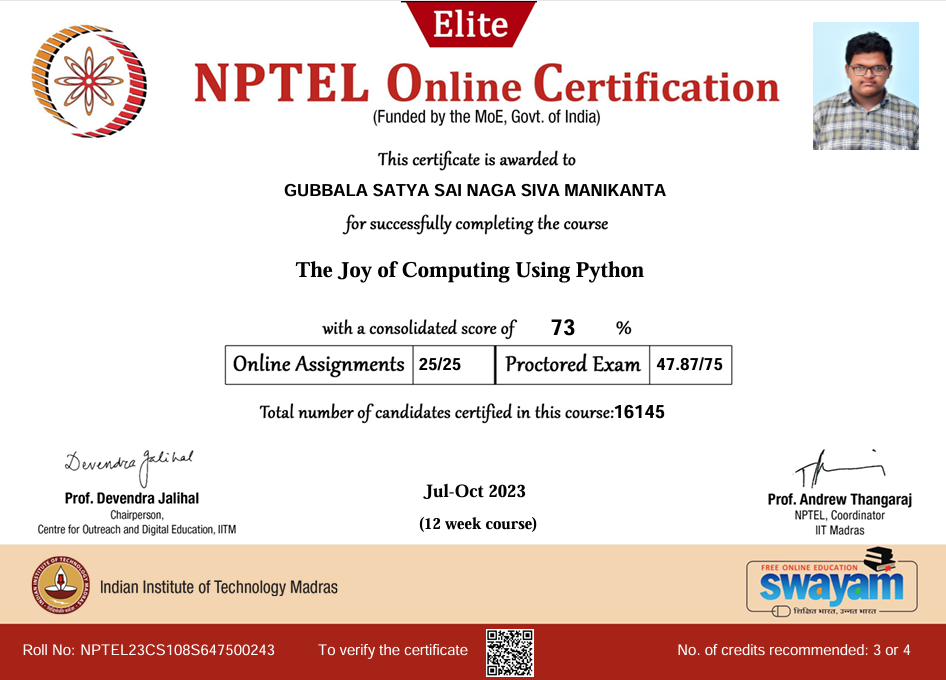 Elite
NPTEL Online Certification
(Funded by the MoE, Govt. of India)
This certificate is awarded to
GUBBALA SATYA SAI NAGA SIVA MANIKANTA
for successfully completing the course
The Joy of Computing Using Python
with a consolidated score of 73 %
Online Assignments 25/25 Proctored Exam 47.87/75
Total number of candidates certified in this course:16145
Devendra Jalihal
Prof. Devendra Jalihal
Chairperson,
Centre for Outreach and Digital Education, IITM
Jul-Oct 2023
(12 week course)
Prof. Andrew Thangaraj
NPTEL, Coordinator
IIT Madras
Indian Institute of Technology Madras
FREE ONLINE EDUCATION
swayam
शिक्षित भारत, उन्नत भारत
Roll No: NPTEL23CS108S647500243
To verify the certificate
No. of credits recommended: 3 or 4